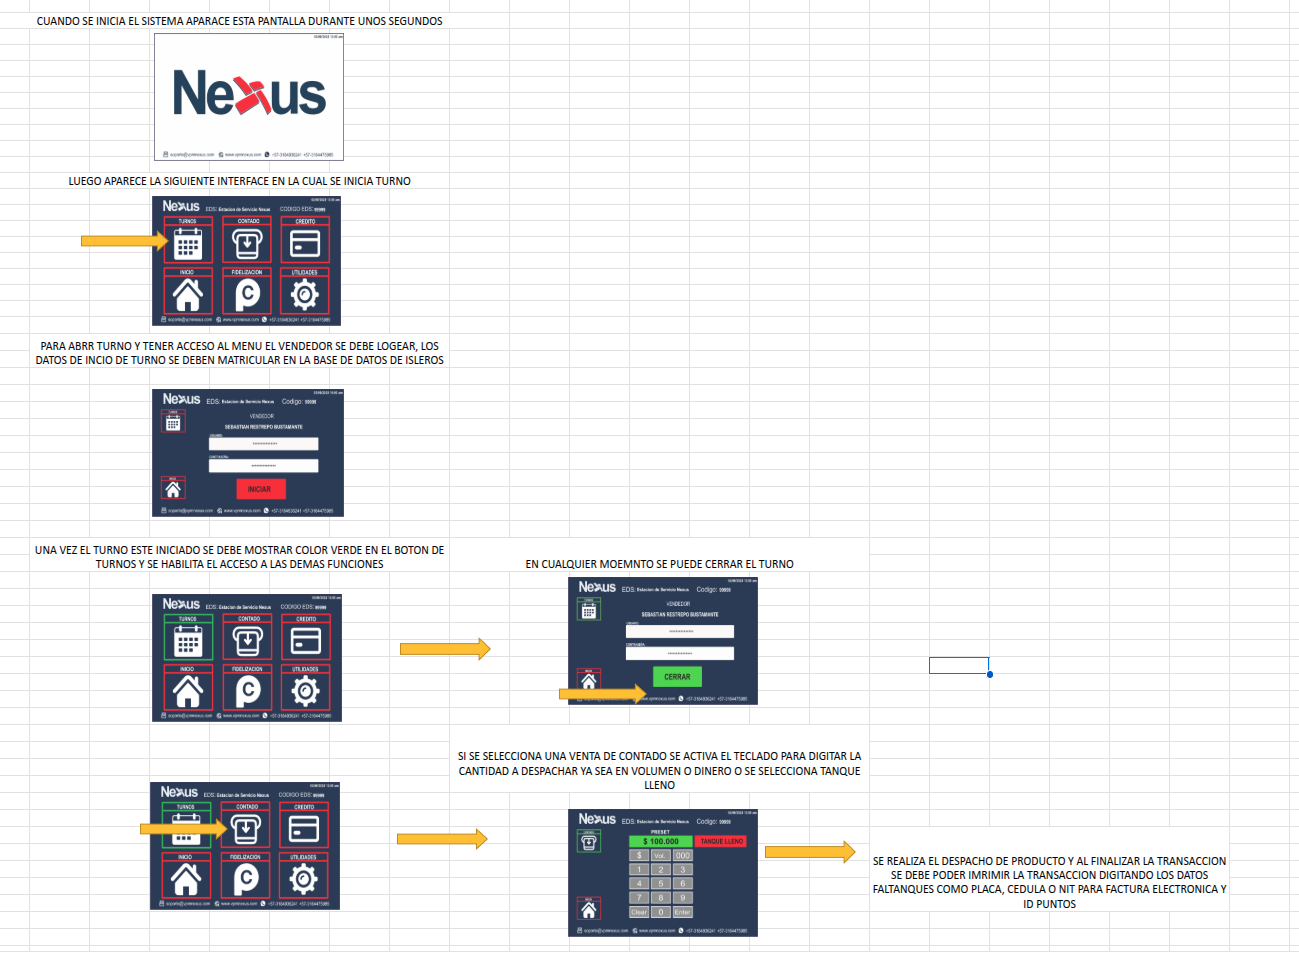 CUANDO SE INICIA EL SISTEMA APARACE ESTA PANTALLA DURANTE UNOS SEGUNDOS
Nexus
soporte@vpmnexus.com www.vpmnexus.com
LUEGO APARECE LA SIGUIENTE INTERFACE EN LA CUAL SE INICIA TURNO
Nexus EDS: Estacion de Servicio Nexus CODIGO EDS: 99999
TURNOS CONTADO CREDITO
INICIO FIDELIZACION UTILIDADES
PARA ABRR TURNO Y TENER ACCESO AL MENU EL VENDEDOR SE DEBE LOGEAR, LOS
DATOS DE INCIO DE TURNO SE DEBEN MATRICULAR EN LA BASE DE DATOS DE ISLEROS
Nexus EDS: Estacion de Servicio Nexus Codigo: 99999
VENDEDOR
SEBASTIAN RESTREPO BUSTAMANTE
INICIAR
UNA VEZ EL TURNO ESTE INICIADO SE DEBE MOSTRAR COLOR VERDE EN EL BOTON DE
TURNOS Y SE HABILITA EL ACCESO A LAS DEMAS FUNCIONES
Nexus EDS: Estacion de Servicio Nexus CODIGO EDS: 99999
TURNOS CONTADO CREDITO
INICIO FIDELIZACION UTILIDADES
EN CUALQUIER MOEMNTO SE PUEDE CERRAR EL TURNO
Nexus EDS: Estacion de Servicio Nexus Codigo: 99999
VENDEDOR
SEBASTIAN RESTREPO BUSTAMANTE
CERRAR
Nexus EDS: Estacion de Servicio Nexus CODIGO EDS: 99999
TURNOS CONTADO CREDITO
INICIO FIDELIZACION UTILIDADES
SI SE SELECCIONA UNA VENTA DE CONTADO SE ACTIVA EL TECLADO PARA DIGITAR LA
CANTIDAD A DESPACHAR YA SEA EN VOLUMEN O DINERO O SE SELECCIONA TANQUE
LLENO
Nexus EDS: Estacion de Servicio Nexus Codigo: 99999
PRESET
$ 100.000 TANQUE LLENO
$ Vol. 000
1 2 3
4 5 6
7 8 9
Clear 0 Enter
SE REALIZA EL DESPACHO DE PRODUCTO Y AL FINALIZAR LA TRANSACCION
SE DEBE PODER IMRIMIR LA TRANSACCION DIGITANDO LOS DATOS
FALTANQUES COMO PLACA, CEDULA O NIT PARA FACTURA ELECTRONICA Y
ID PUNTOS